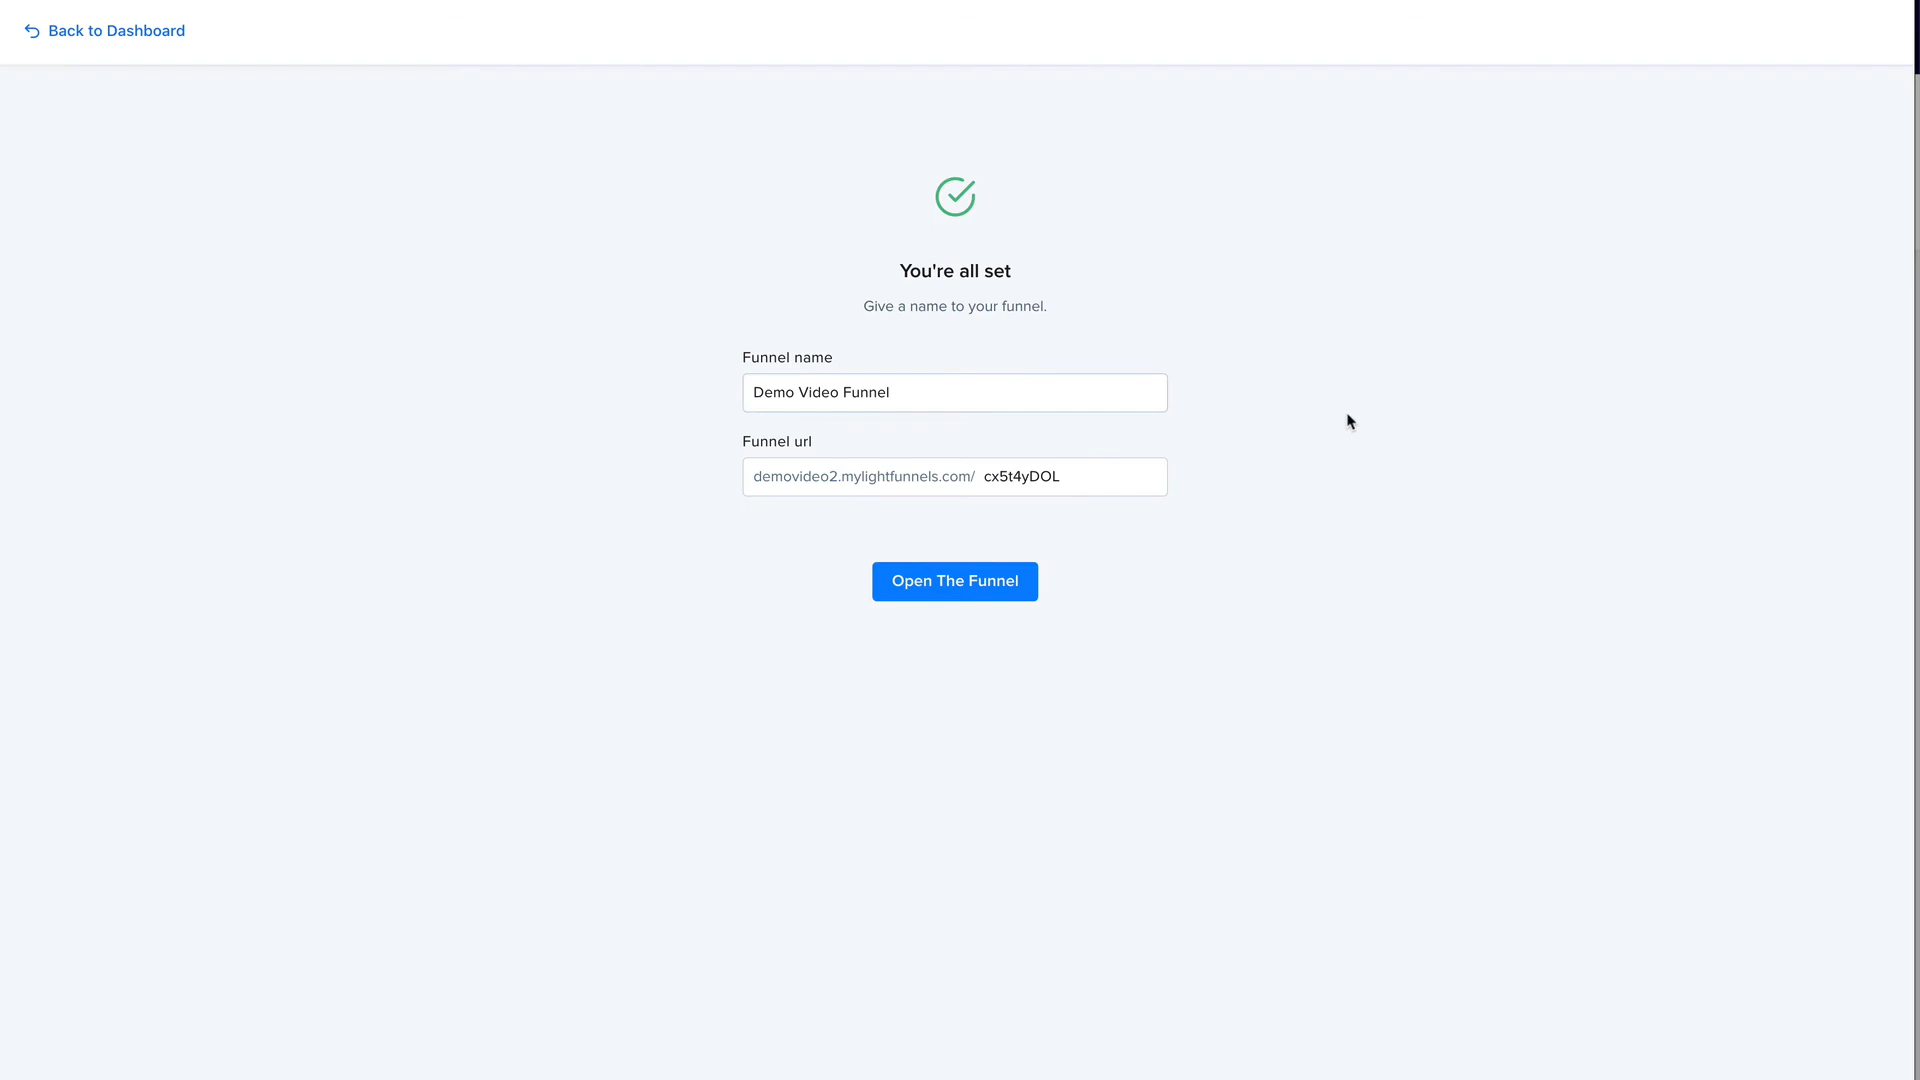 Back to Dashboard
You're all set
Give a name to your funnel.
Funnel name
Demo Video Funnel
Funnel url
demovideo2.mylightfunnels.com/ cx5t4yDOL
Open The Funnel